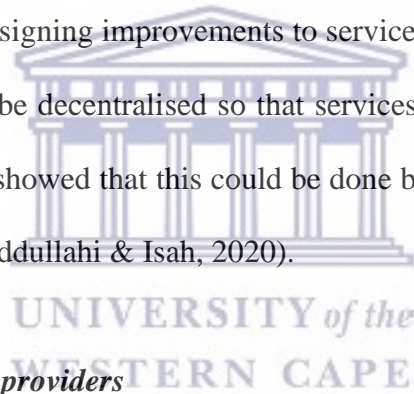 signing improvements to service
be decentralised so that services
showed that this could be done b
ddullahi & Isah, 2020).
UNIVERSITY of the
WESTERN CAPE
providers